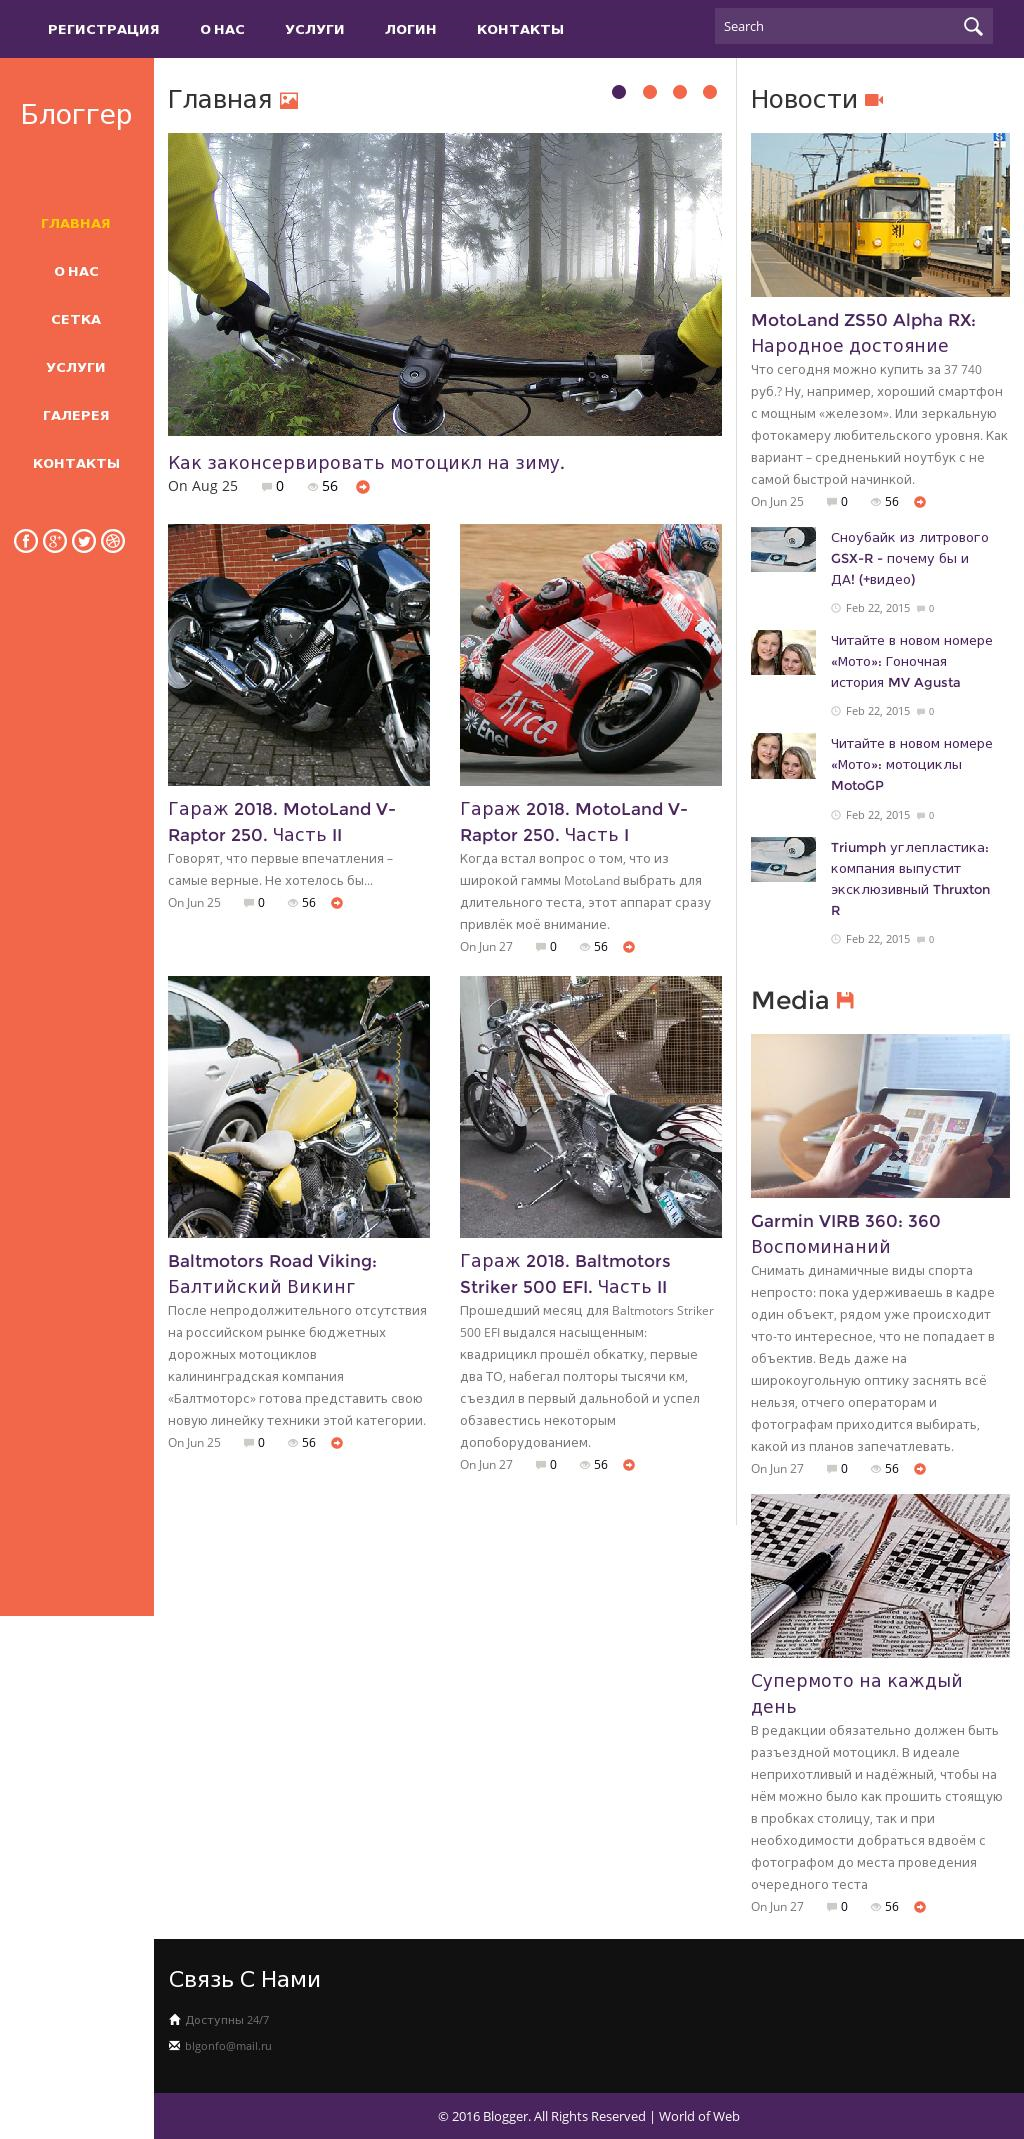 РЕГИСТРАЦИЯ О НАС УСЛУГИ ЛОГИН КОНТАКТЫ Search
Блоггер
ГЛАВНАЯ
О НАС
СЕТКА
УСЛУГИ
ГАЛЕРЕЯ
КОНТАКТЫ
Главная
Как законсервировать мотоцикл на зиму.
On Aug 25 0 56
Alice
Enel
Гараж 2018. MotoLand V-
Raptor 250. Часть II
Говорят, что первые впечатления –
самые верные. Не хотелось бы...
On Jun 25 0 56
Гараж 2018. MotoLand V-
Raptor 250. Часть I
Когда встал вопрос о том, что из
широкой гаммы MotoLand выбрать для
длительного теста, этот аппарат сразу
привлёк моё внимание.
On Jun 27 0 56
Baltmotors Road Viking:
Балтийский Викинг
После непродолжительного отсутствия
на российском рынке бюджетных
дорожных мотоциклов
калининградская компания
«Балтмоторс» готова представить свою
новую линейку техники этой категории.
On Jun 25 0 56
Гараж 2018. Baltmotors
Striker 500 EFI. Часть II
Прошедший месяц для Baltmotors Striker
500 EFI выдался насыщенным:
квадрицикл прошёл обкатку, первые
два ТО, набегал полторы тысячи км,
съездил в первый дальнобой и успел
обзавестись некоторым
допоборудованием.
On Jun 27 0 56
Новости
MotoLand ZS50 Alpha RX:
Народное достояние
Что сегодня можно купить за 37 740
руб.? Ну, например, хороший смартфон
с мощным «железом». Или зеркальную
фотокамеру любительского уровня. Как
вариант – средненький ноутбук с не
самой быстрой начинкой.
On Jun 25 0 56
Сноубайк из литрового
GSX-R - почему бы и
ДА! (+видео)
Feb 22, 2015 0
Читайте в новом номере
«Мото»: Гоночная
история MV Agusta
Feb 22, 2015 0
Читайте в новом номере
«Мото»: мотоциклы
MotoGP
Feb 22, 2015 0
Triumph углепластика:
компания выпустит
эксклюзивный Thruxton
R
Feb 22, 2015 0
Media
Garmin VIRB 360: 360
Воспоминаний
Снимать динамичные виды спорта
непросто: пока удерживаешь в кадре
один объект, рядом уже происходит
что-то интересное, что не попадает в
объектив. Ведь даже на
широкоугольную оптику заснять всё
нельзя, отчего операторам и
фотографам приходится выбирать,
какой из планов запечатлевать.
On Jun 27 0 56
Супермото на каждый
день
В редакции обязательно должен быть
разъездной мотоцикл. В идеале
неприхотливый и надёжный, чтобы на
нём можно было как прошить стоящую
в пробках столицу, так и при
необходимости добраться вдвоём с
фотографом до места проведения
очередного теста
On Jun 27 0 56
Связь С Нами
Доступны 24/7
blgonfo@mail.ru
© 2016 Blogger. All Rights Reserved | World of Web